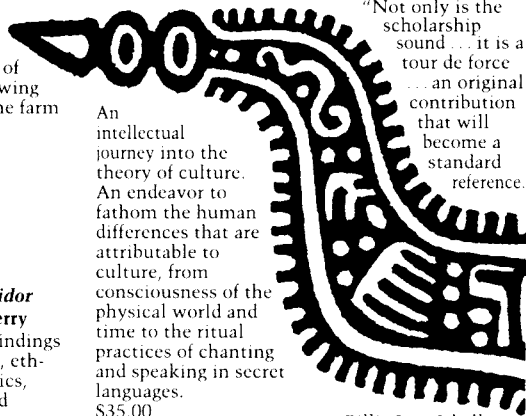 of
wing
ne farm
idor
erry
indings
, eth-
ics,
d
An
intellectual
journey into the
theory of culture.
An endeavor to
fathom the human
differences that are
attributable to
culture, from
consciousness of the
physical world and
time to the ritual
practices of chanting
and speaking in secret
languages.
$35.00
"Not only is the
scholarship
sound . . . it is a
tour de force
. . . an original
contribution
that will
become a
standard
reference.